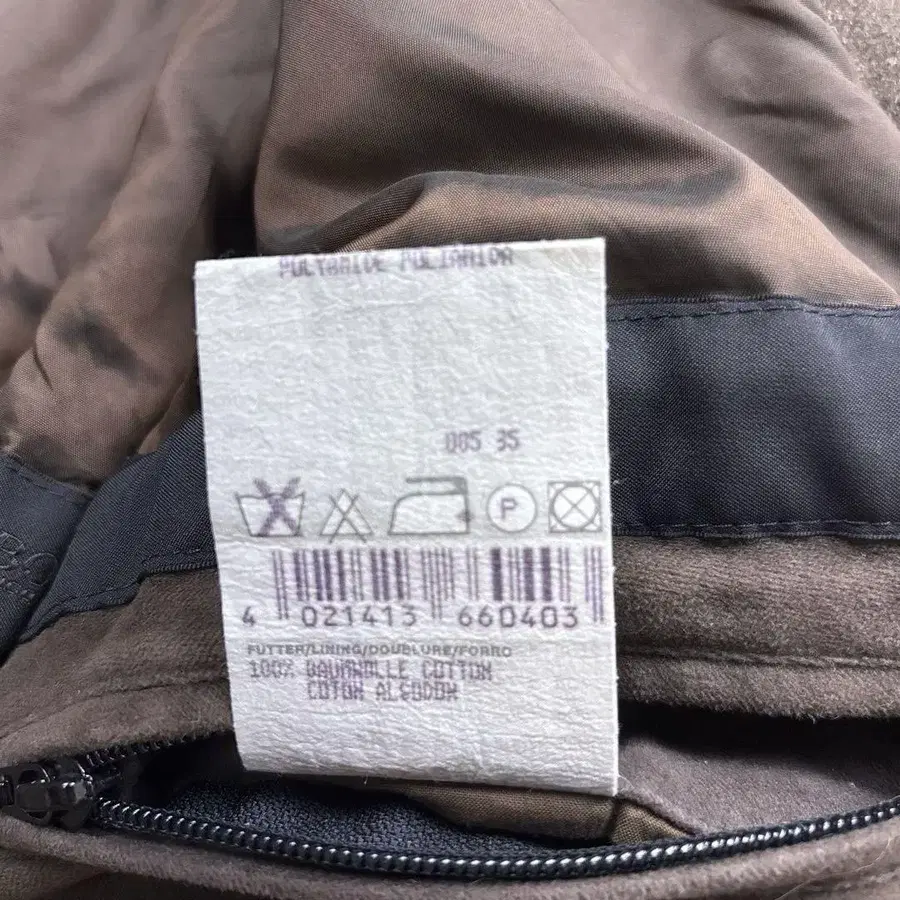 POLYAMIDE POLIAMIDA
005 35
P
4 021413 660403
FUTTER/LINING/DOUBLURE/FORRO
100% BAUMWOLLE COTTON
COTON ALGODON